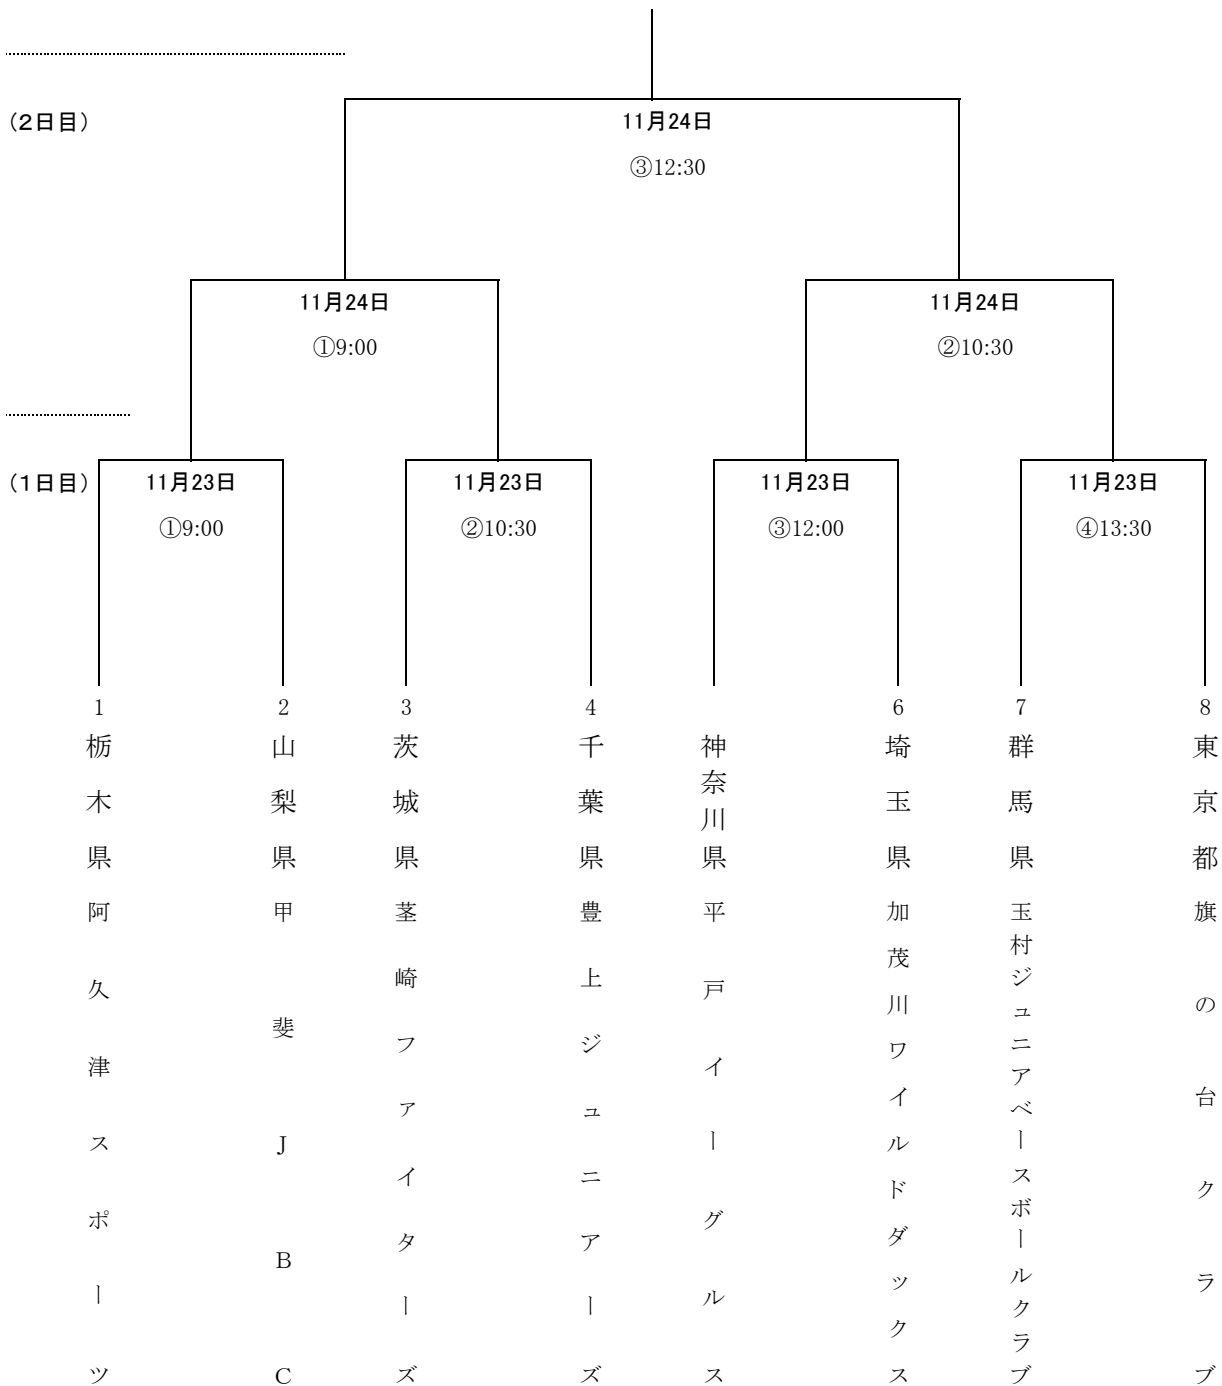 （2日目）
11月24日
③12:30
11月24日
11月24日
①9:00
②10:30
（1日目）
11月23日
11月23日
11月23日
11月23日
①9:00
②10:30
③12:00
④13:30
1
2
3
4
6
7
8
栃木県
山梨県
茨城県
千葉県
神奈川県
埼玉県
群馬県
東京都
阿久津スポーツ
甲斐JBC
茎崎ファイターズ
豊上ジュニアーズ
平戸イーグルス
加茂川ワイルドダックス
玉村ジュニアベースボールクラブ
旗の台クラブ